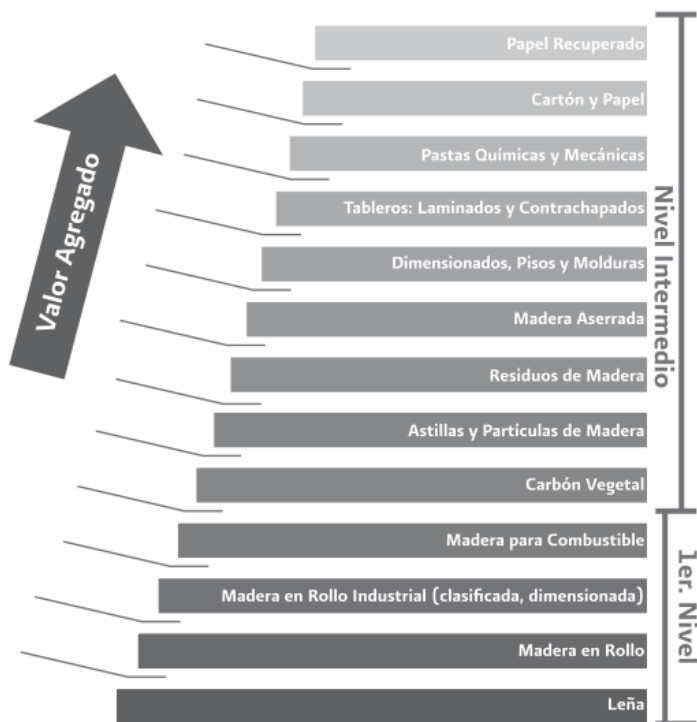 Papel Recuperado
Cartón y Papel
Pastas Químicas y Mecánicas
Tableros: Laminados y Contrachapados
Dimensionados, Pisos y Molduras
Madera Aserrada
Residuos de Madera
Astillas y Partículas de Madera
Carbón Vegetal
Madera para Combustible
Madera en Rollo Industrial (clasificada, dimensionada)
Madera en Rollo
Leña
Valor Agregado
Nivel Intermedio
1er. Nivel